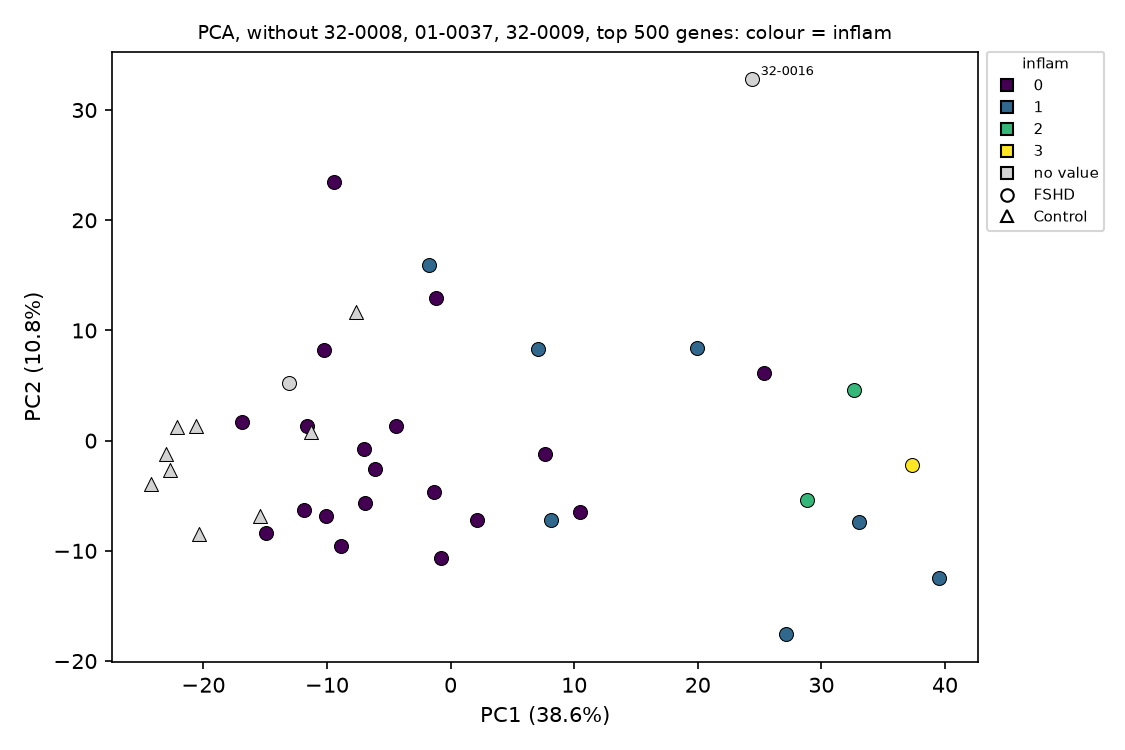 PCA, without 32-0008, 01-0037, 32-0009, top 500 genes: colour = inflam
32-0016
inflam
0
1
2
3
no value
FSHD
Control
30
20
10
0
−10
−20
PC2 (10.8%)
−20 −10 0 10 20 30 40
PC1 (38.6%)